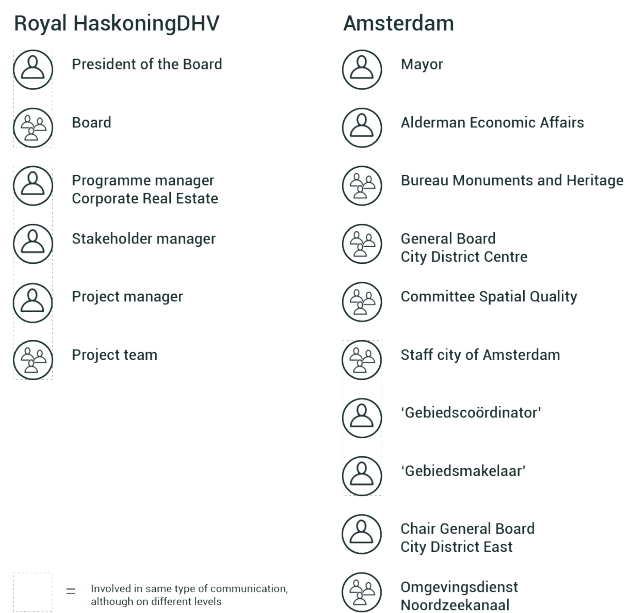 Royal HaskoningDHV
President of the Board
Board
Programme manager
Corporate Real Estate
Stakeholder manager
Project manager
Project team
Amsterdam
Mayor
Alderman Economic Affairs
Bureau Monuments and Heritage
General Board
City District Centre
Committee Spatial Quality
Staff city of Amsterdam
‘Gebiedscoördinator’
‘Gebiedsmakelaar’
Chair General Board
City District East
Omgevingsdienst
Noordzeekanaal
= Involved in same type of communication,
although on different levels